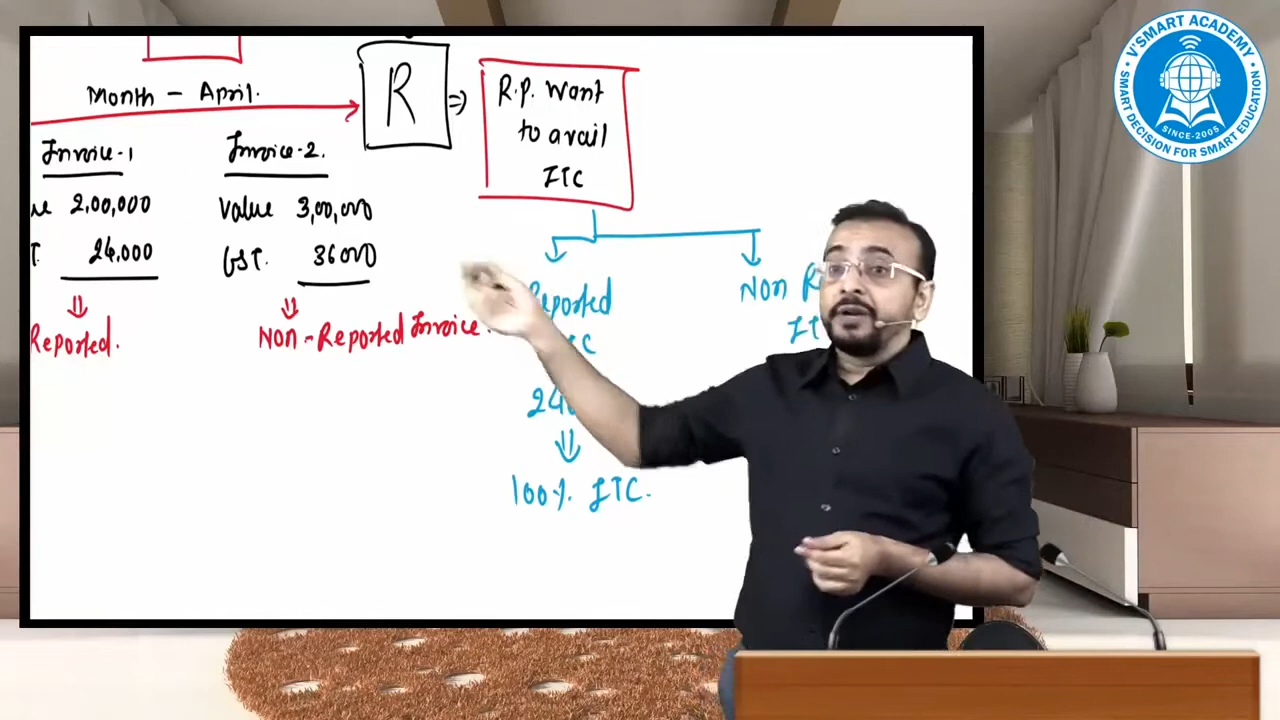 Month - April.
R
⇒
R.P. Want
to avail
ITC
Invoice-1
2,00,000
24,000
⇓
Reported.
Invoice-2.
Value 3,00,000
GST. 36000
⇓
Non-Reported Invoice.
Reported
⇓
100% ITC.
Non
V'SMART ACADEMY
SINCE-2005
SMART DECISION FOR SMART EDUCATION